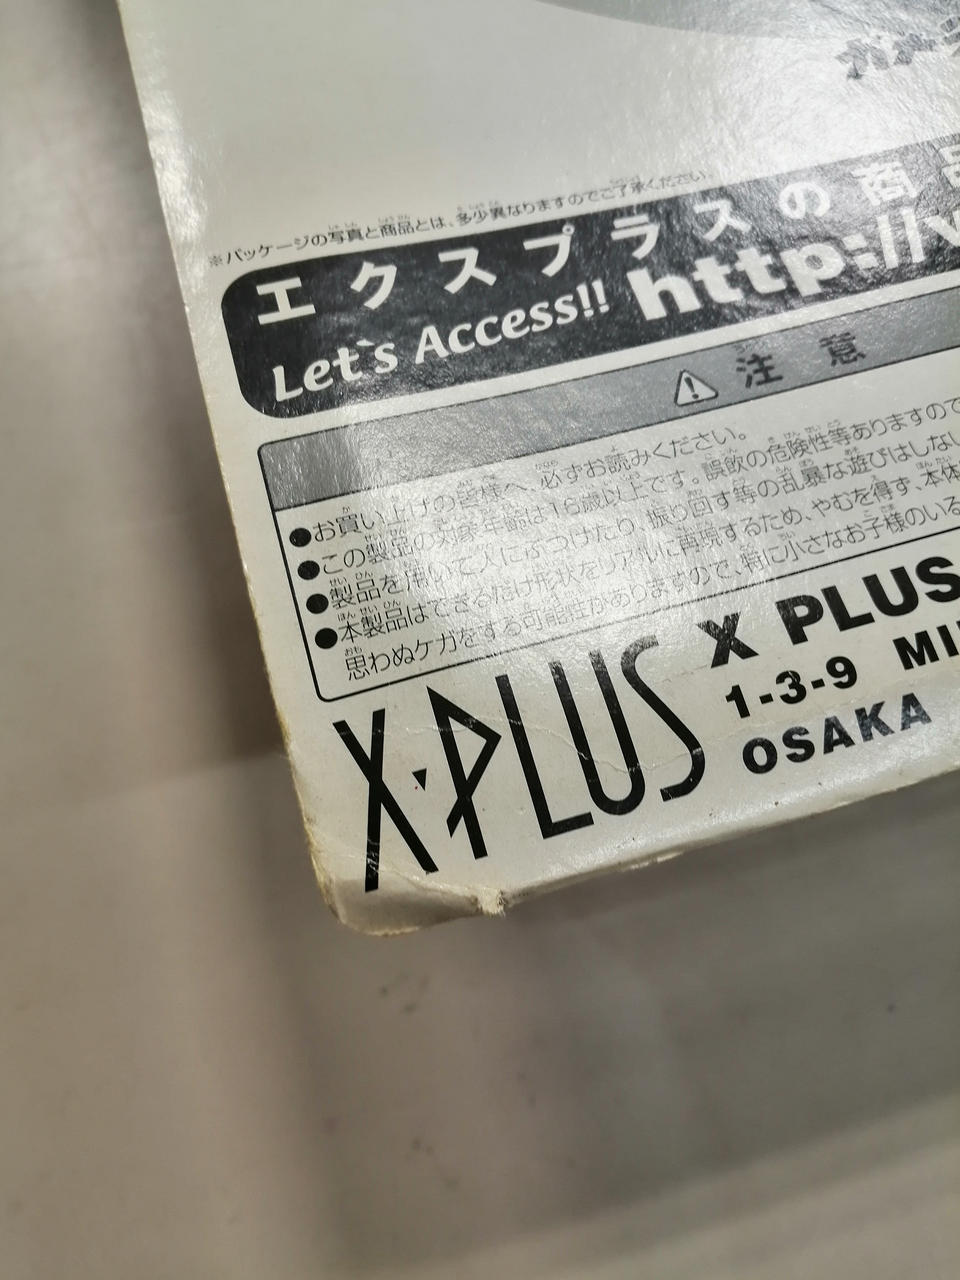 ガメラ
※パッケージの写真と商品とは、多少異なりますのでご了承ください。
エクスプラスの商品
Let's Access!! http://w
注 意
●お買い上げの皆様へ、必ずお読みください。
●この製品の対象年齢は16歳以上です。誤飲の危険性等ありますので
●製品を用いて人にぶつけたり、振り回す等の乱暴な遊びはしない
●本製品はできるだけ形状をリアルに再現するため、やむを得ず、本体
思わぬケガをする可能性がありますので、特に小さなお子様のいる
X・PLUS
X PLUS
1-3-9 MI
OSAKA